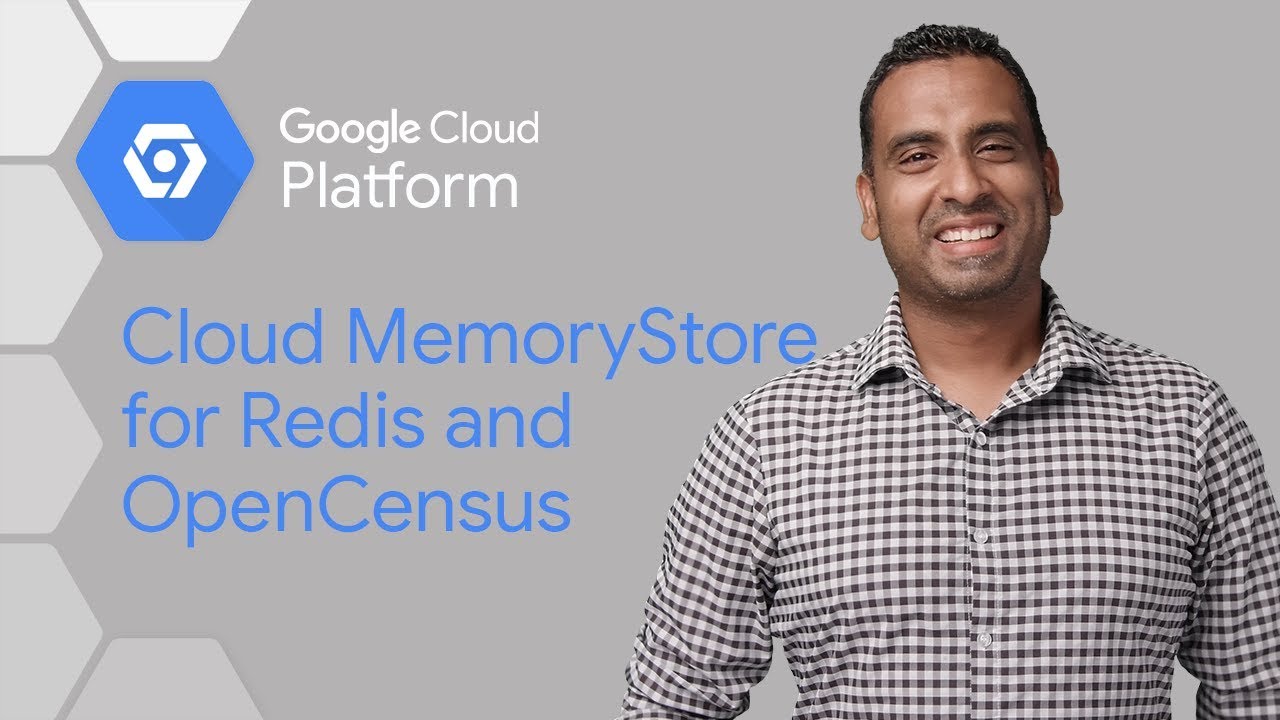 Google Cloud
Platform
Cloud MemoryStore
for Redis and
OpenCensus